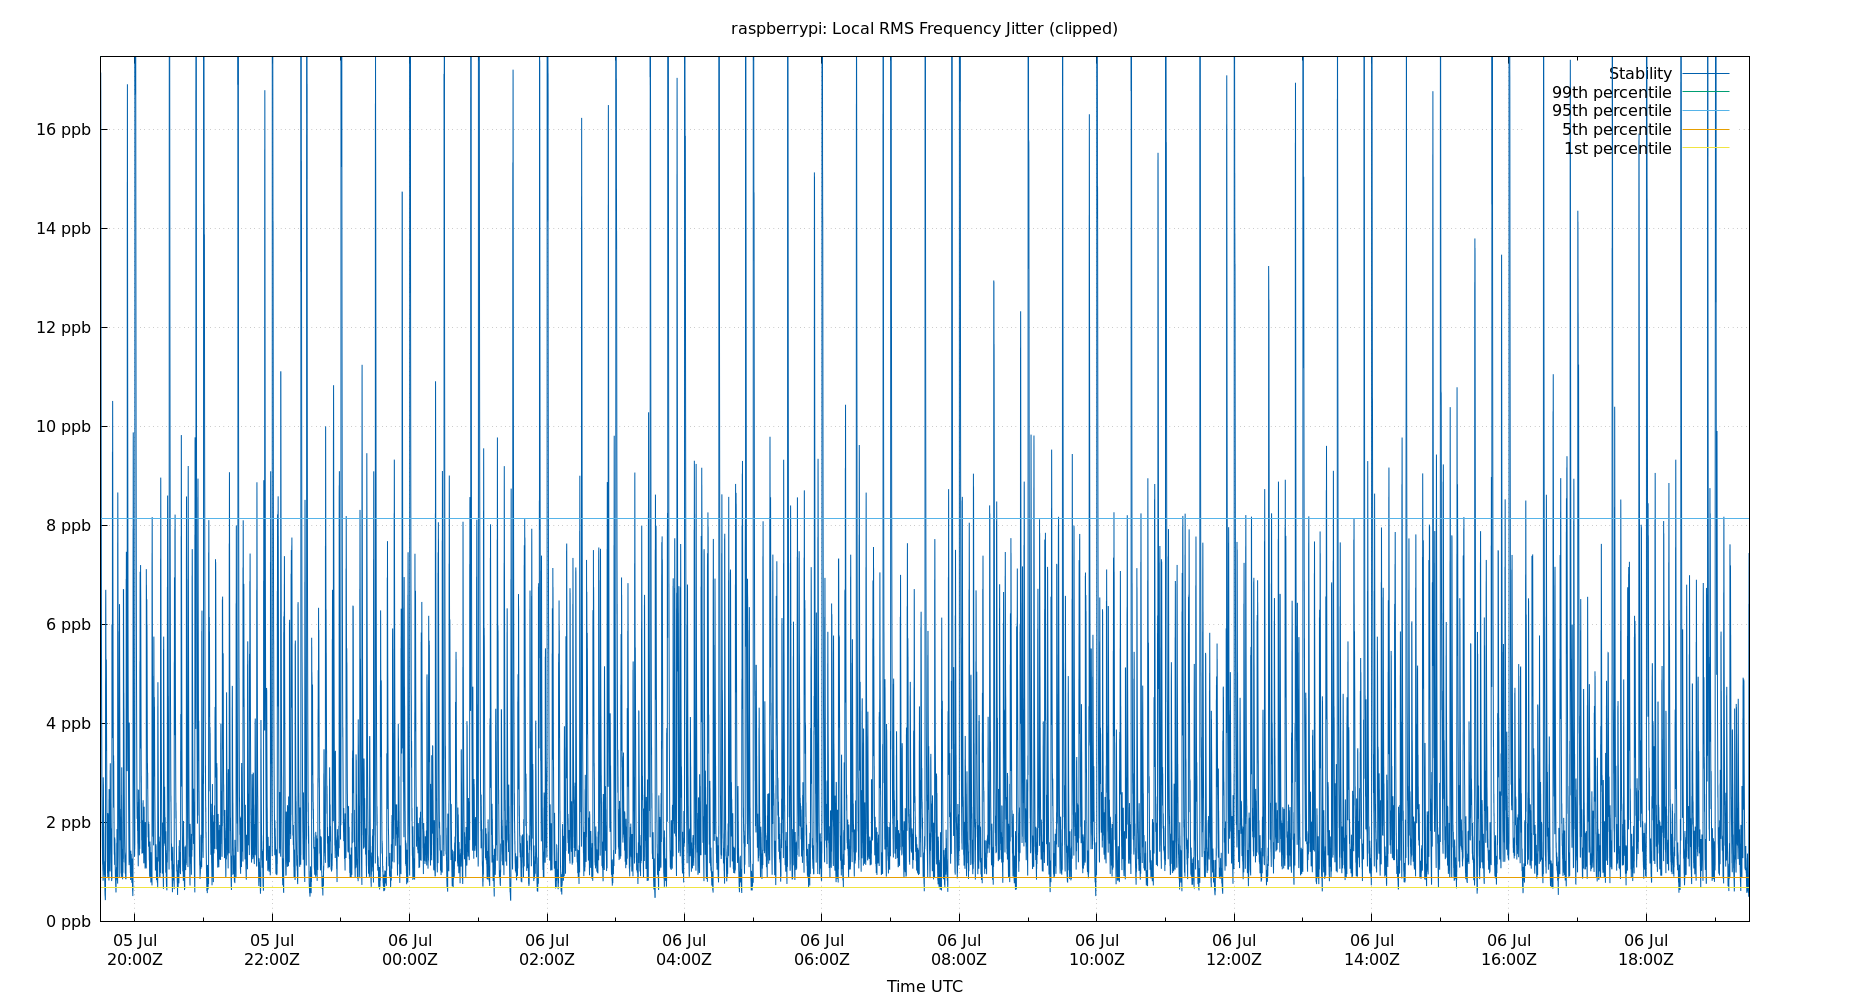 raspberrypi: Local RMS Frequency Jitter (clipped)
Stability
99th percentile
95th percentile
5th percentile
1st percentile
16 ppb
14 ppb
12 ppb
10 ppb
8 ppb
6 ppb
4 ppb
2 ppb
0 ppb
05 Jul 05 Jul 06 Jul 06 Jul 06 Jul 06 Jul 06 Jul 06 Jul 06 Jul 06 Jul 06 Jul 06 Jul
20:00Z 22:00Z 00:00Z 02:00Z 04:00Z 06:00Z 08:00Z 10:00Z 12:00Z 14:00Z 16:00Z 18:00Z
Time UTC